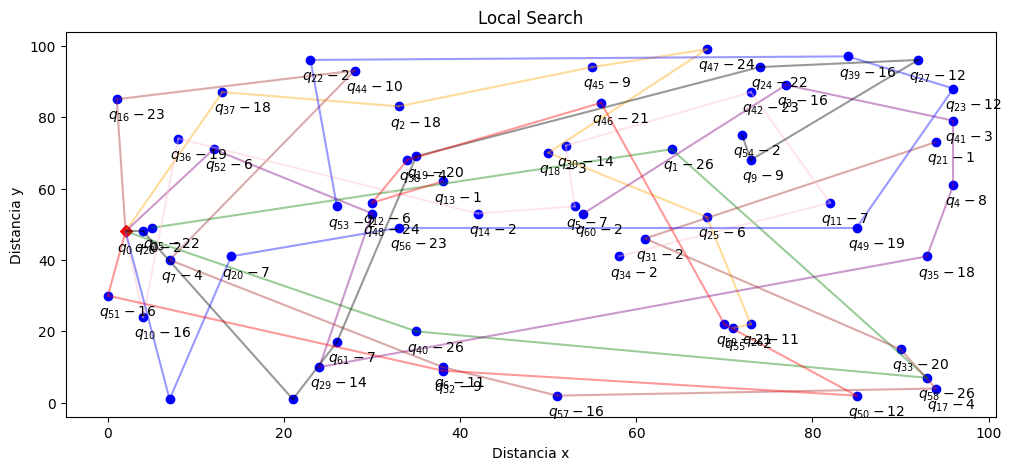 Local Search
Distancia y
100
80
60
40
20
0
q47 − 24
q22 − 2
q39 − 16
q27 − 12
q45 − 9
q24 − 22
q44 − 10
q3 − 16
q42 − 23
q23 − 12
q16 − 23
q37 − 18
q46 − 21
q2 − 18
q41 − 3
q54 − 2
q36 − 19
q21 − 1
q30 − 14
q52 − 6
q1 − 26
q18 − 3
q19 − 20
q9 − 9
q13 − 1
q4 − 8
q12 − 6
q11 − 7
q5 − 7
q53 −
q48 − 24
q14 − 2
q60 − 2
q25 − 6
q0
q56 − 23
q49 − 19
q31 − 2
q7 − 4
q20 − 7
q34 − 2
q35 − 18
q51 − 16
q10 − 16
q40 − 26
q61 − 7
q33 − 20
q29 − 14
q6 − 11
q58 − 26
q17 − 4
q57 − 16
q50 − 12
0 20 40 60 80 100
Distancia x